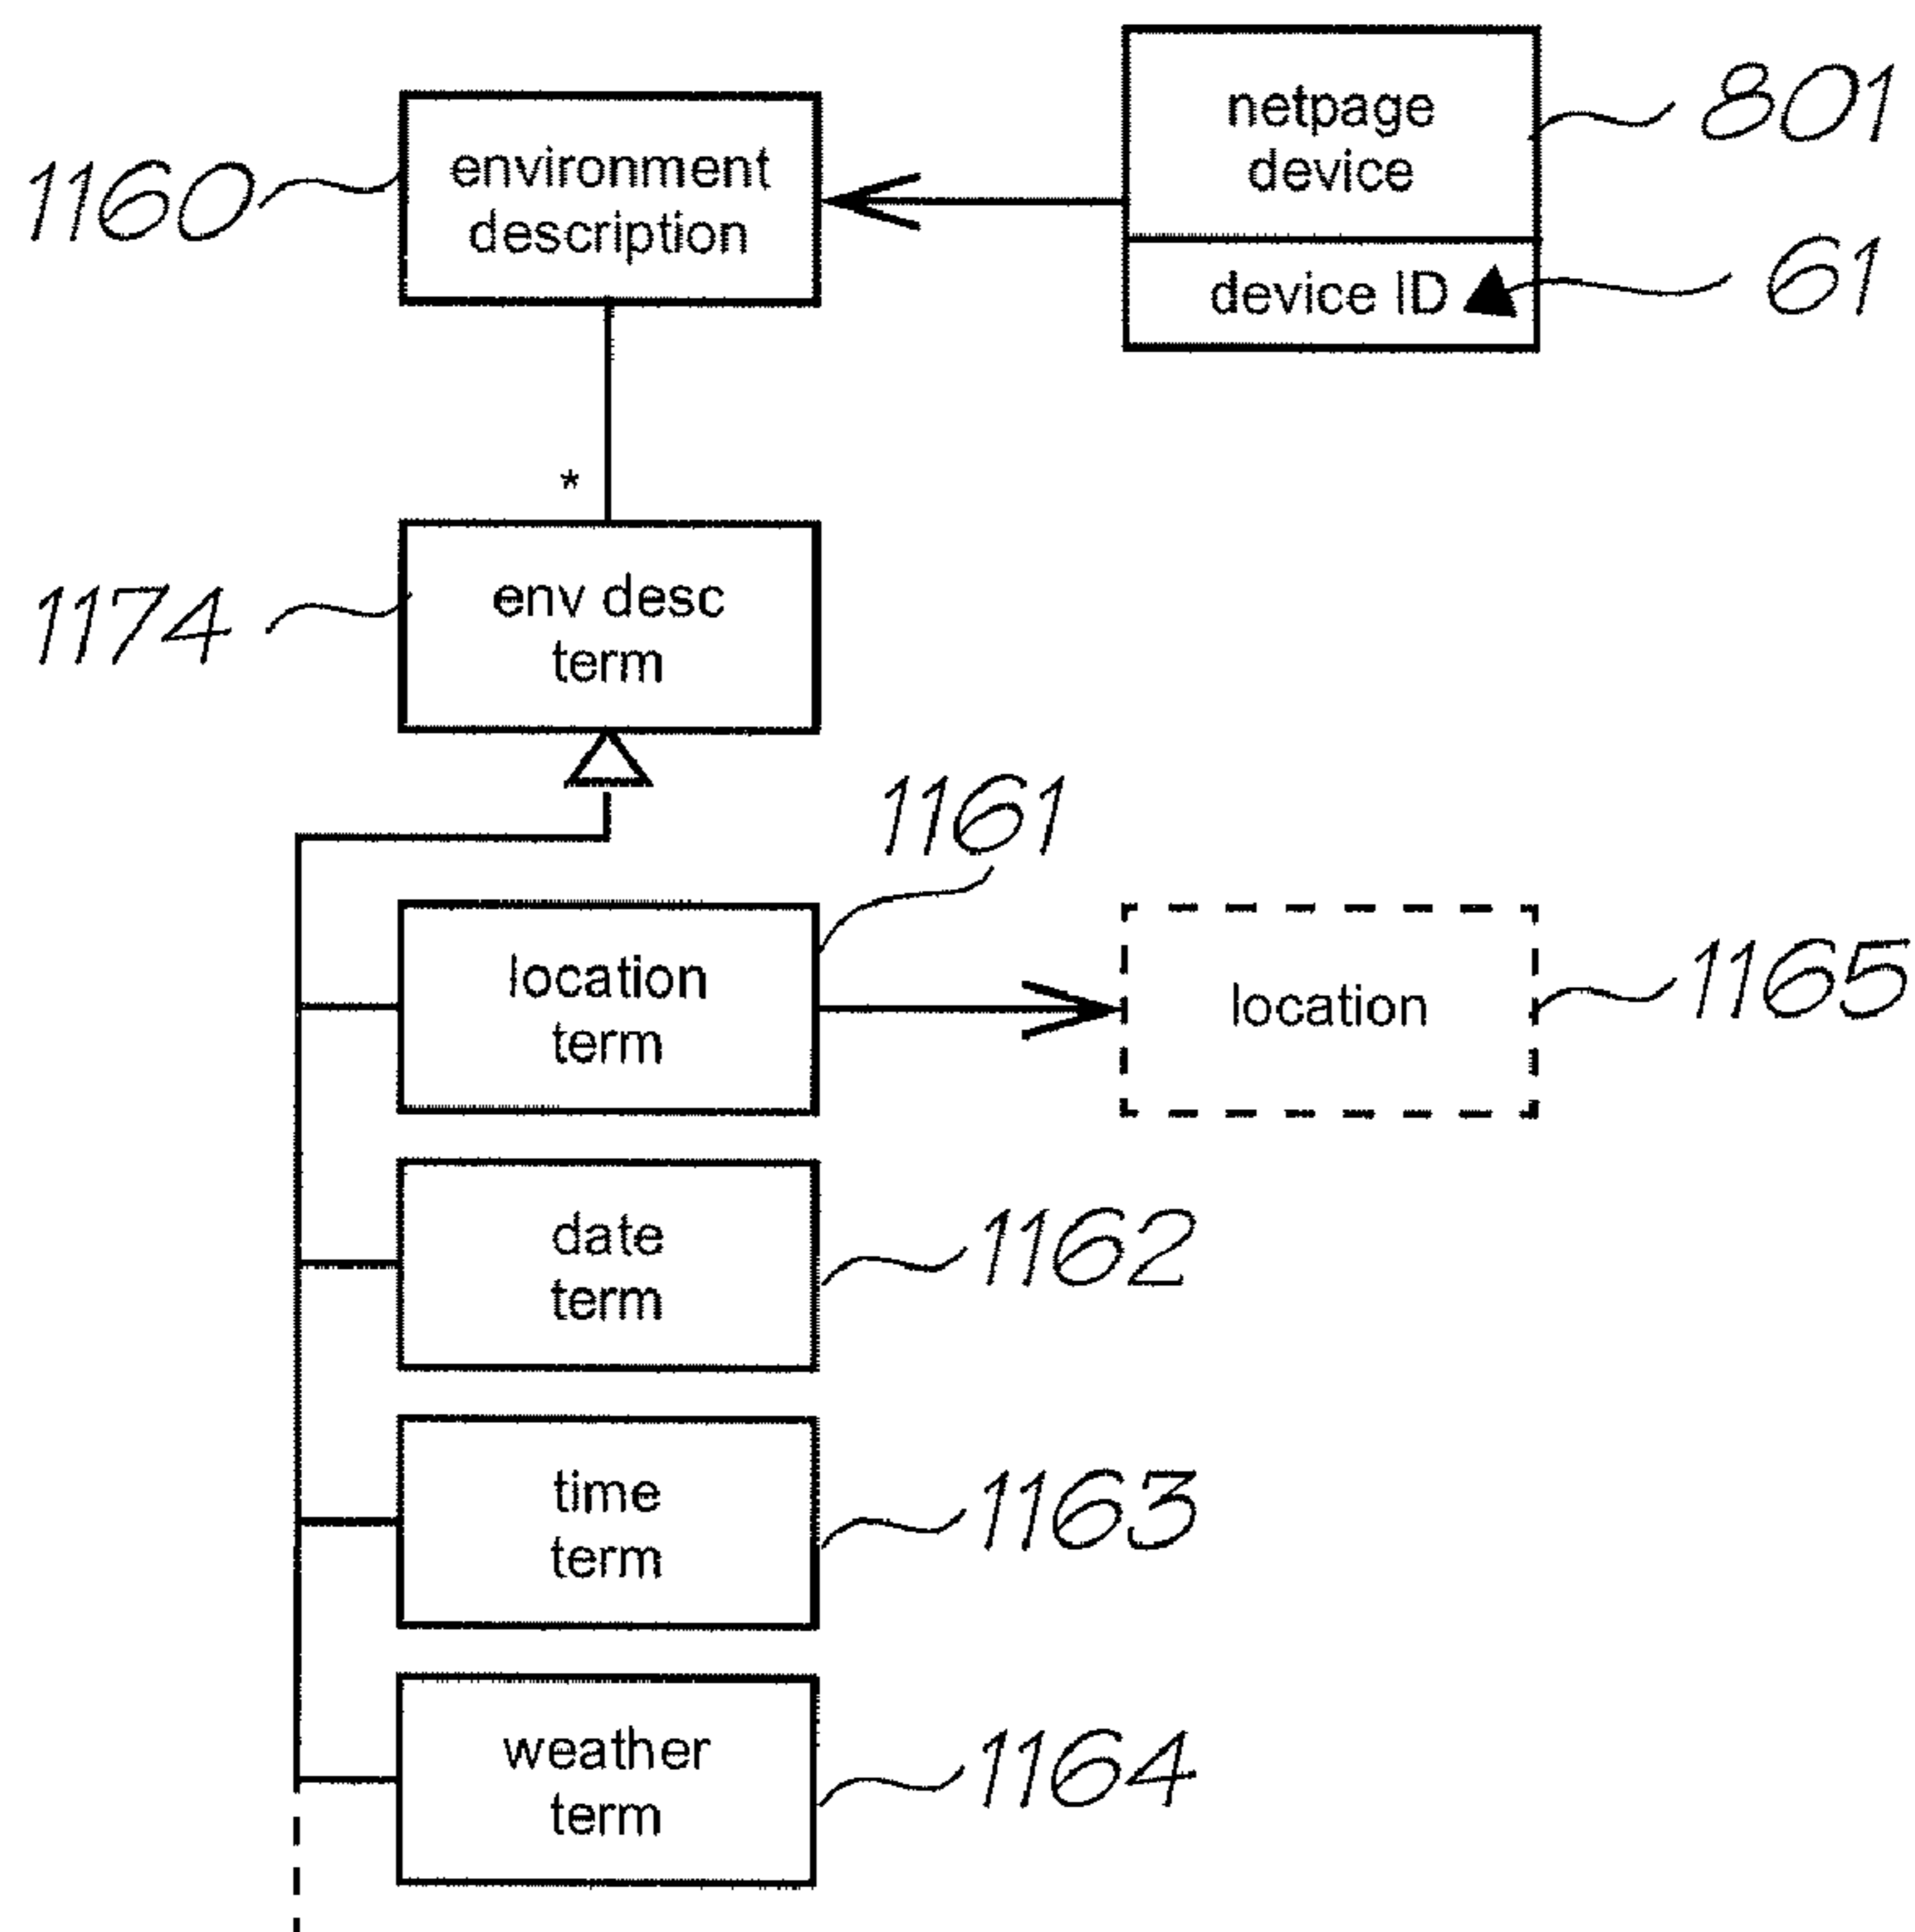 netpage
device
801
1160
environment
description
device ID
61
*
1174
env desc
term
1161
location
term
location
1165
date
term
1162
time
term
1163
weather
term
1164